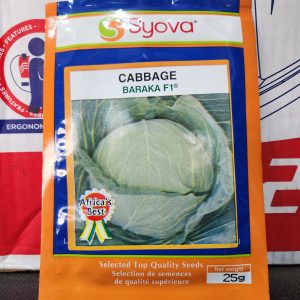 Syova®
CABBAGE
BARAKA F1®
Africa's
Best
Selected Top Quality Seeds
Sélection de semences
de qualité supérieure
Net weight
25g
FEATURES
ERGONOM